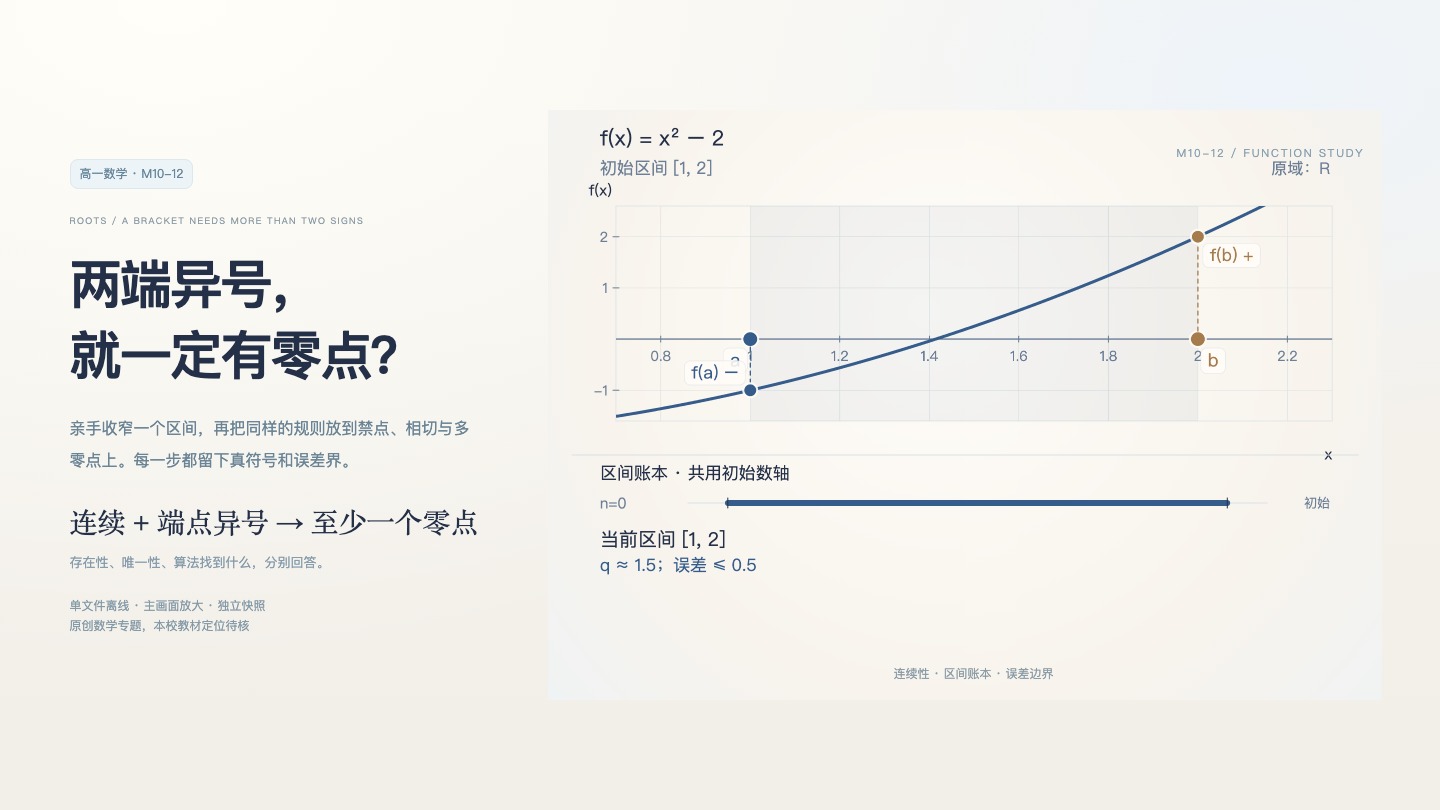 高一数学 · M10-12
ROOTS / A BRACKET NEEDS MORE THAN TWO SIGNS
两端异号，
就一定有零点？
亲手收窄一个区间，再把同样的规则放到禁点、相切与多
零点上。每一步都留下真符号和误差界。
连续 + 端点异号 → 至少一个零点
存在性、唯一性、算法找到什么，分别回答。
单文件离线 · 主画面放大 · 独立快照
原创数学专题，本校教材定位待核
f(x) = x² − 2
M10-12 / FUNCTION STUDY
初始区间 [1, 2]
原域：R
f(x)
2
f(b) +
1
0.8
1.2
1.4
1.6
1.8
2
b
2.2
a
f(a) −
−1
x
区间账本 · 共用初始数轴
n=0
初始
当前区间 [1, 2]
q ≈ 1.5；误差 ⩽ 0.5
连续性 · 区间账本 · 误差边界